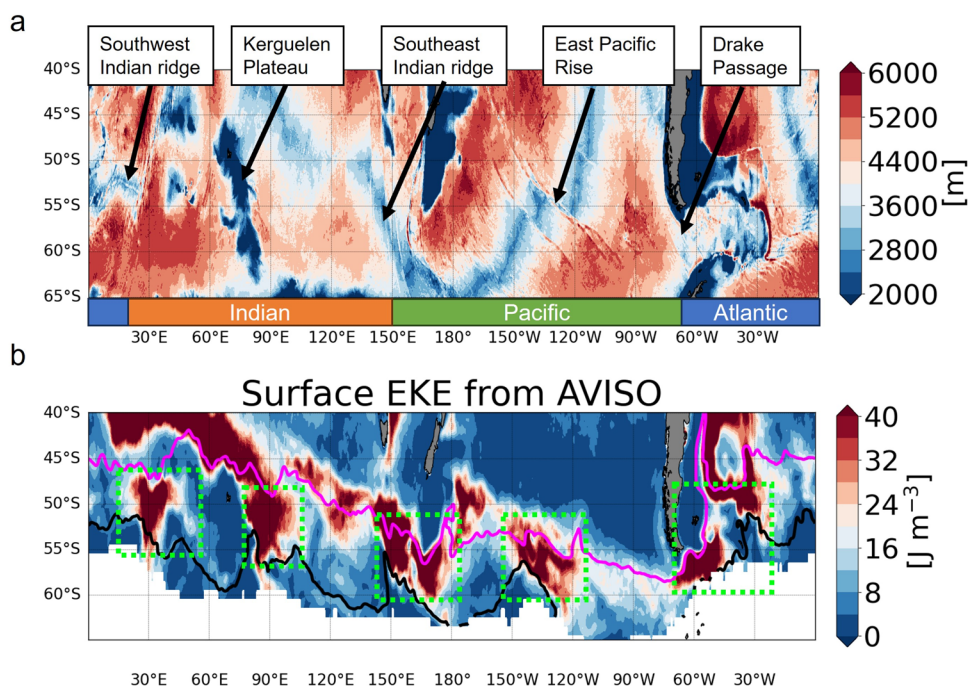 a
Southwest
Indian ridge
Kerguelen
Plateau
Southeast
Indian ridge
East Pacific
Rise
Drake
Passage
40°S
45°S
50°S
55°S
60°S
65°S
6000
5200
4400
3600
2800
2000
[m]
Indian
Pacific
Atlantic
30°E 60°E 90°E 120°E 150°E 180° 150°W 120°W 90°W 60°W 30°W
b
Surface EKE from AVISO
40°S
45°S
50°S
55°S
60°S
40
32
24
16
8
0
[J m⁻³]
30°E 60°E 90°E 120°E 150°E 180° 150°W 120°W 90°W 60°W 30°W